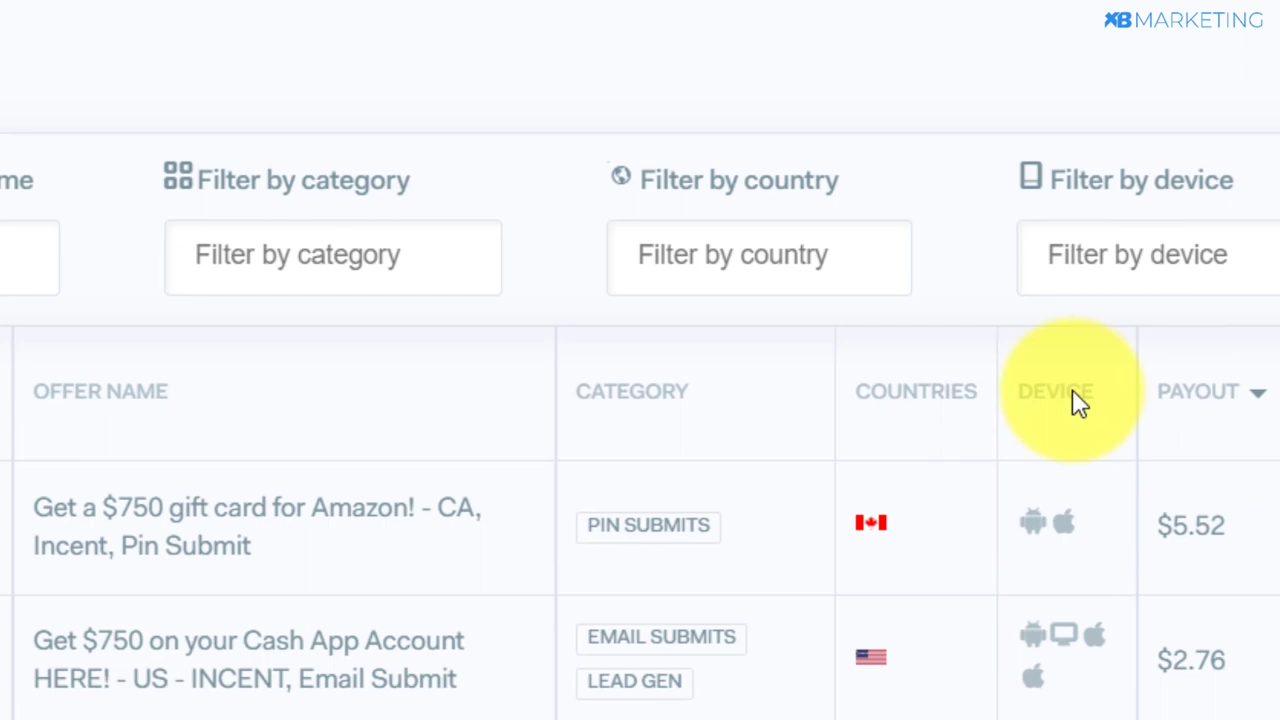 XB MARKETING
me
Filter by category
Filter by country
Filter by device
Filter by category
Filter by country
Filter by device
OFFER NAME
CATEGORY
COUNTRIES
DEVICE
PAYOUT
Get a $750 gift card for Amazon! - CA,
Incent, Pin Submit
PIN SUBMITS
$5.52
Get $750 on your Cash App Account
HERE! - US - INCENT, Email Submit
EMAIL SUBMITS
LEAD GEN
$2.76